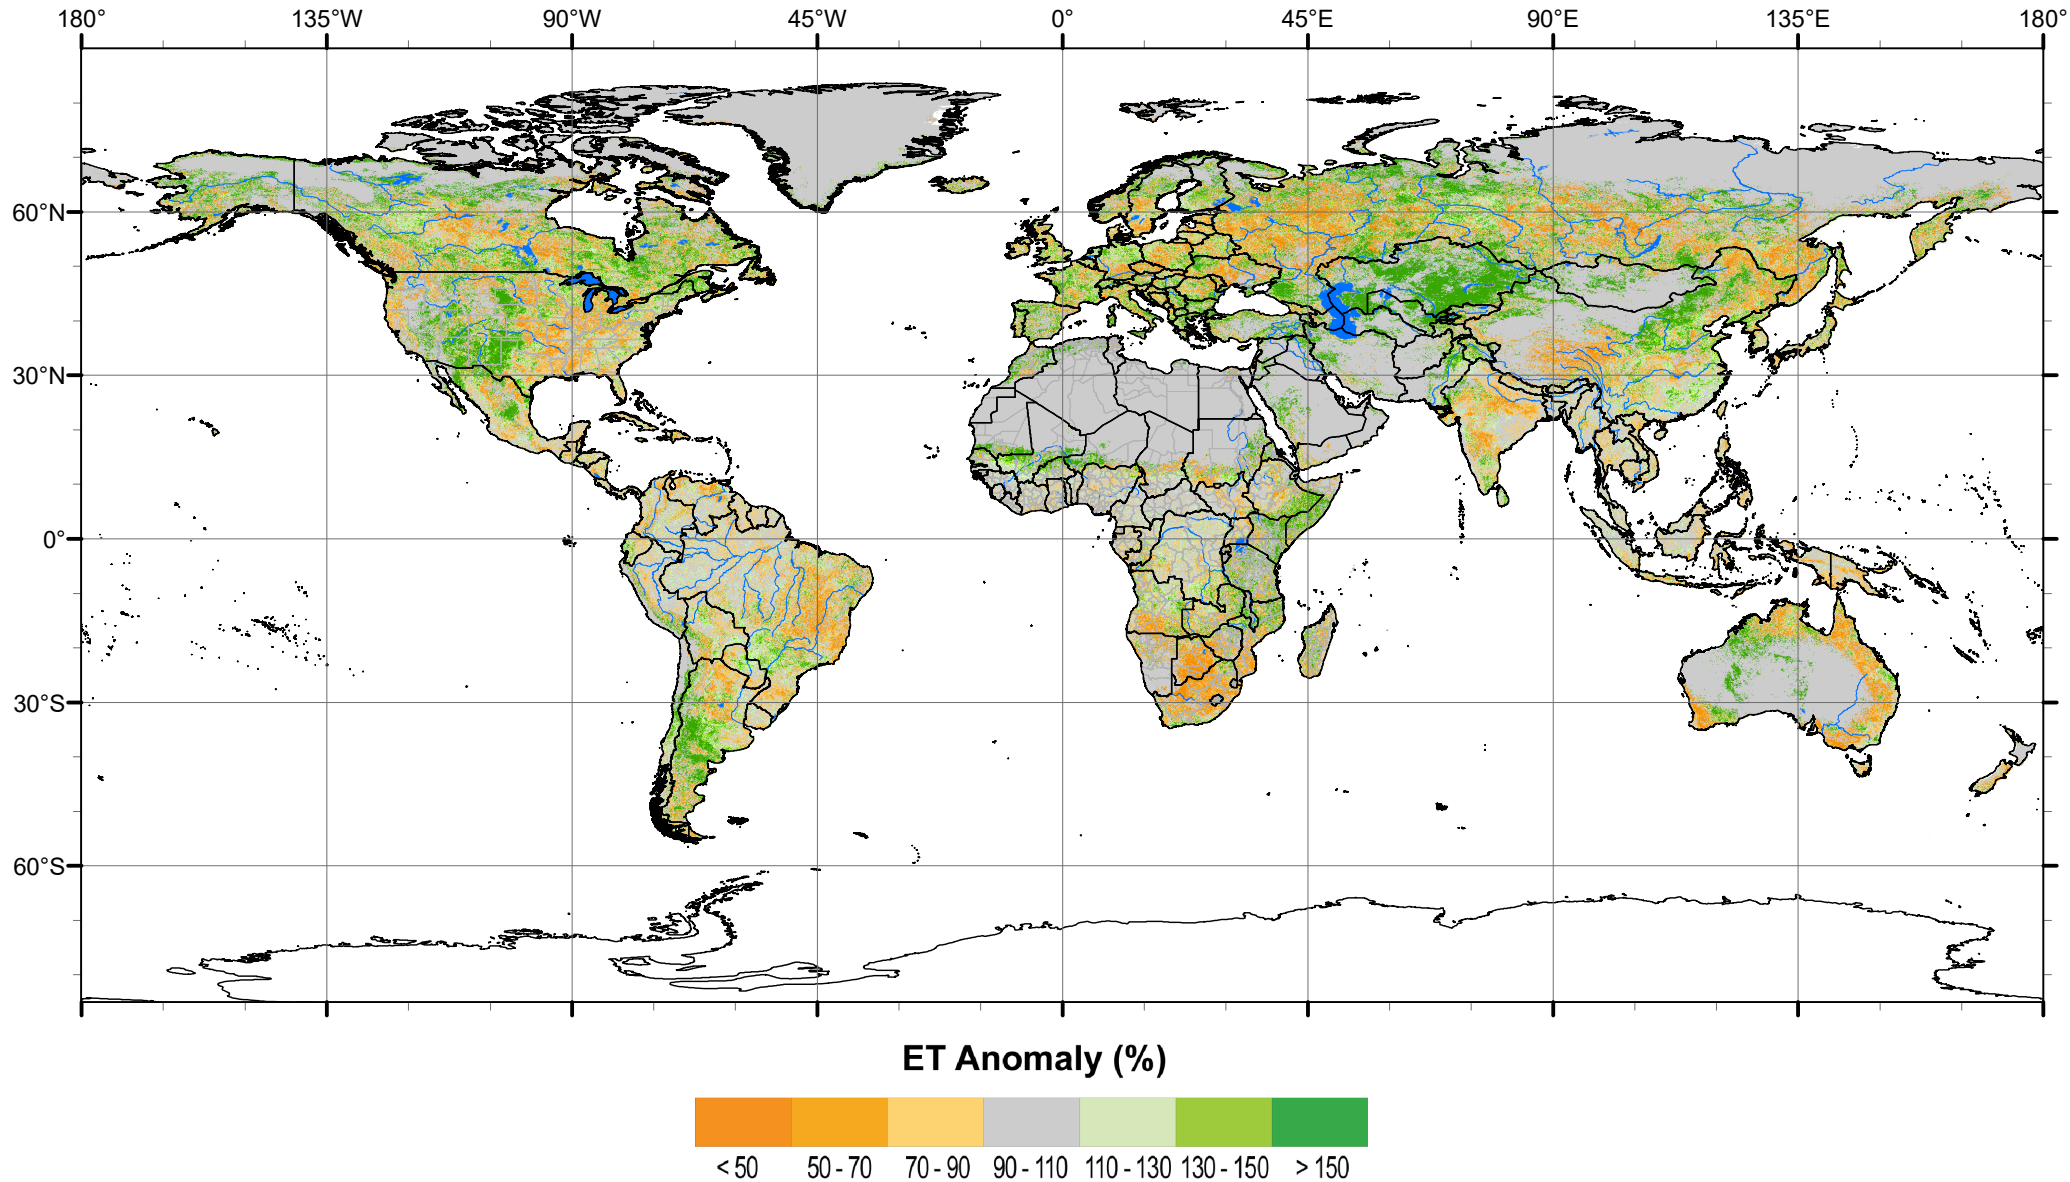 180° 135°W 90°W 45°W 0° 45°E 90°E 135°E 180°
60°N
30°N
0°
30°S
60°S
ET Anomaly (%)
< 50 50 - 70 70 - 90 90 - 110 110 - 130 130 - 150 > 150